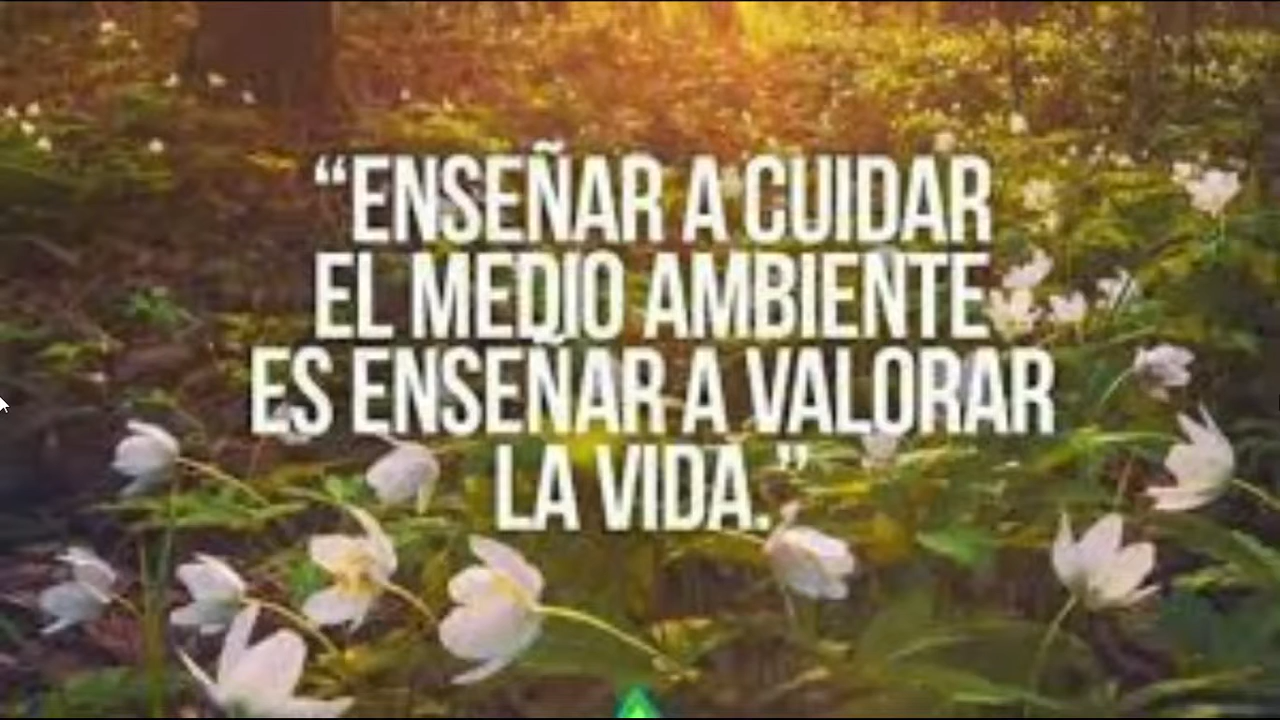 “ENSEÑAR A CUIDAR
EL MEDIO AMBIENTE
ES ENSEÑAR A VALORAR
LA VIDA.”